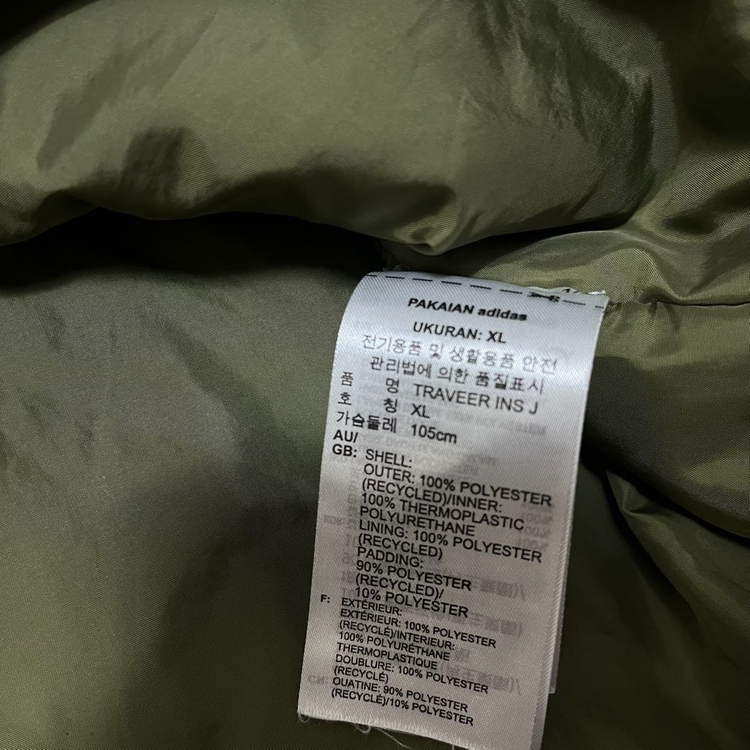 PAKAIAN adidas
UKURAN: XL
전기용품 및 생활용품 안전
관리법에 의한 품질표시
품 명 TRAVEER INS J
호 칭 XL
가슴둘레 105cm
AU/
GB: SHELL:
OUTER: 100% POLYESTER
(RECYCLED)/INNER:
100% THERMOPLASTIC
POLYURETHANE
LINING: 100% POLYESTER
(RECYCLED)
PADDING:
90% POLYESTER
(RECYCLED)/
10% POLYESTER
F: EXTÉRIEUR:
EXTÉRIEUR: 100% POLYESTER
(RECYCLÉ)/INTERIEUR:
100% POLYURÉTHANE
THERMOPLASTIQUE
DOUBLURE: 100% POLYESTER
(RECYCLÉ)
OUATINE: 90% POLYESTER
(RECYCLÉ)/10% POLYESTER